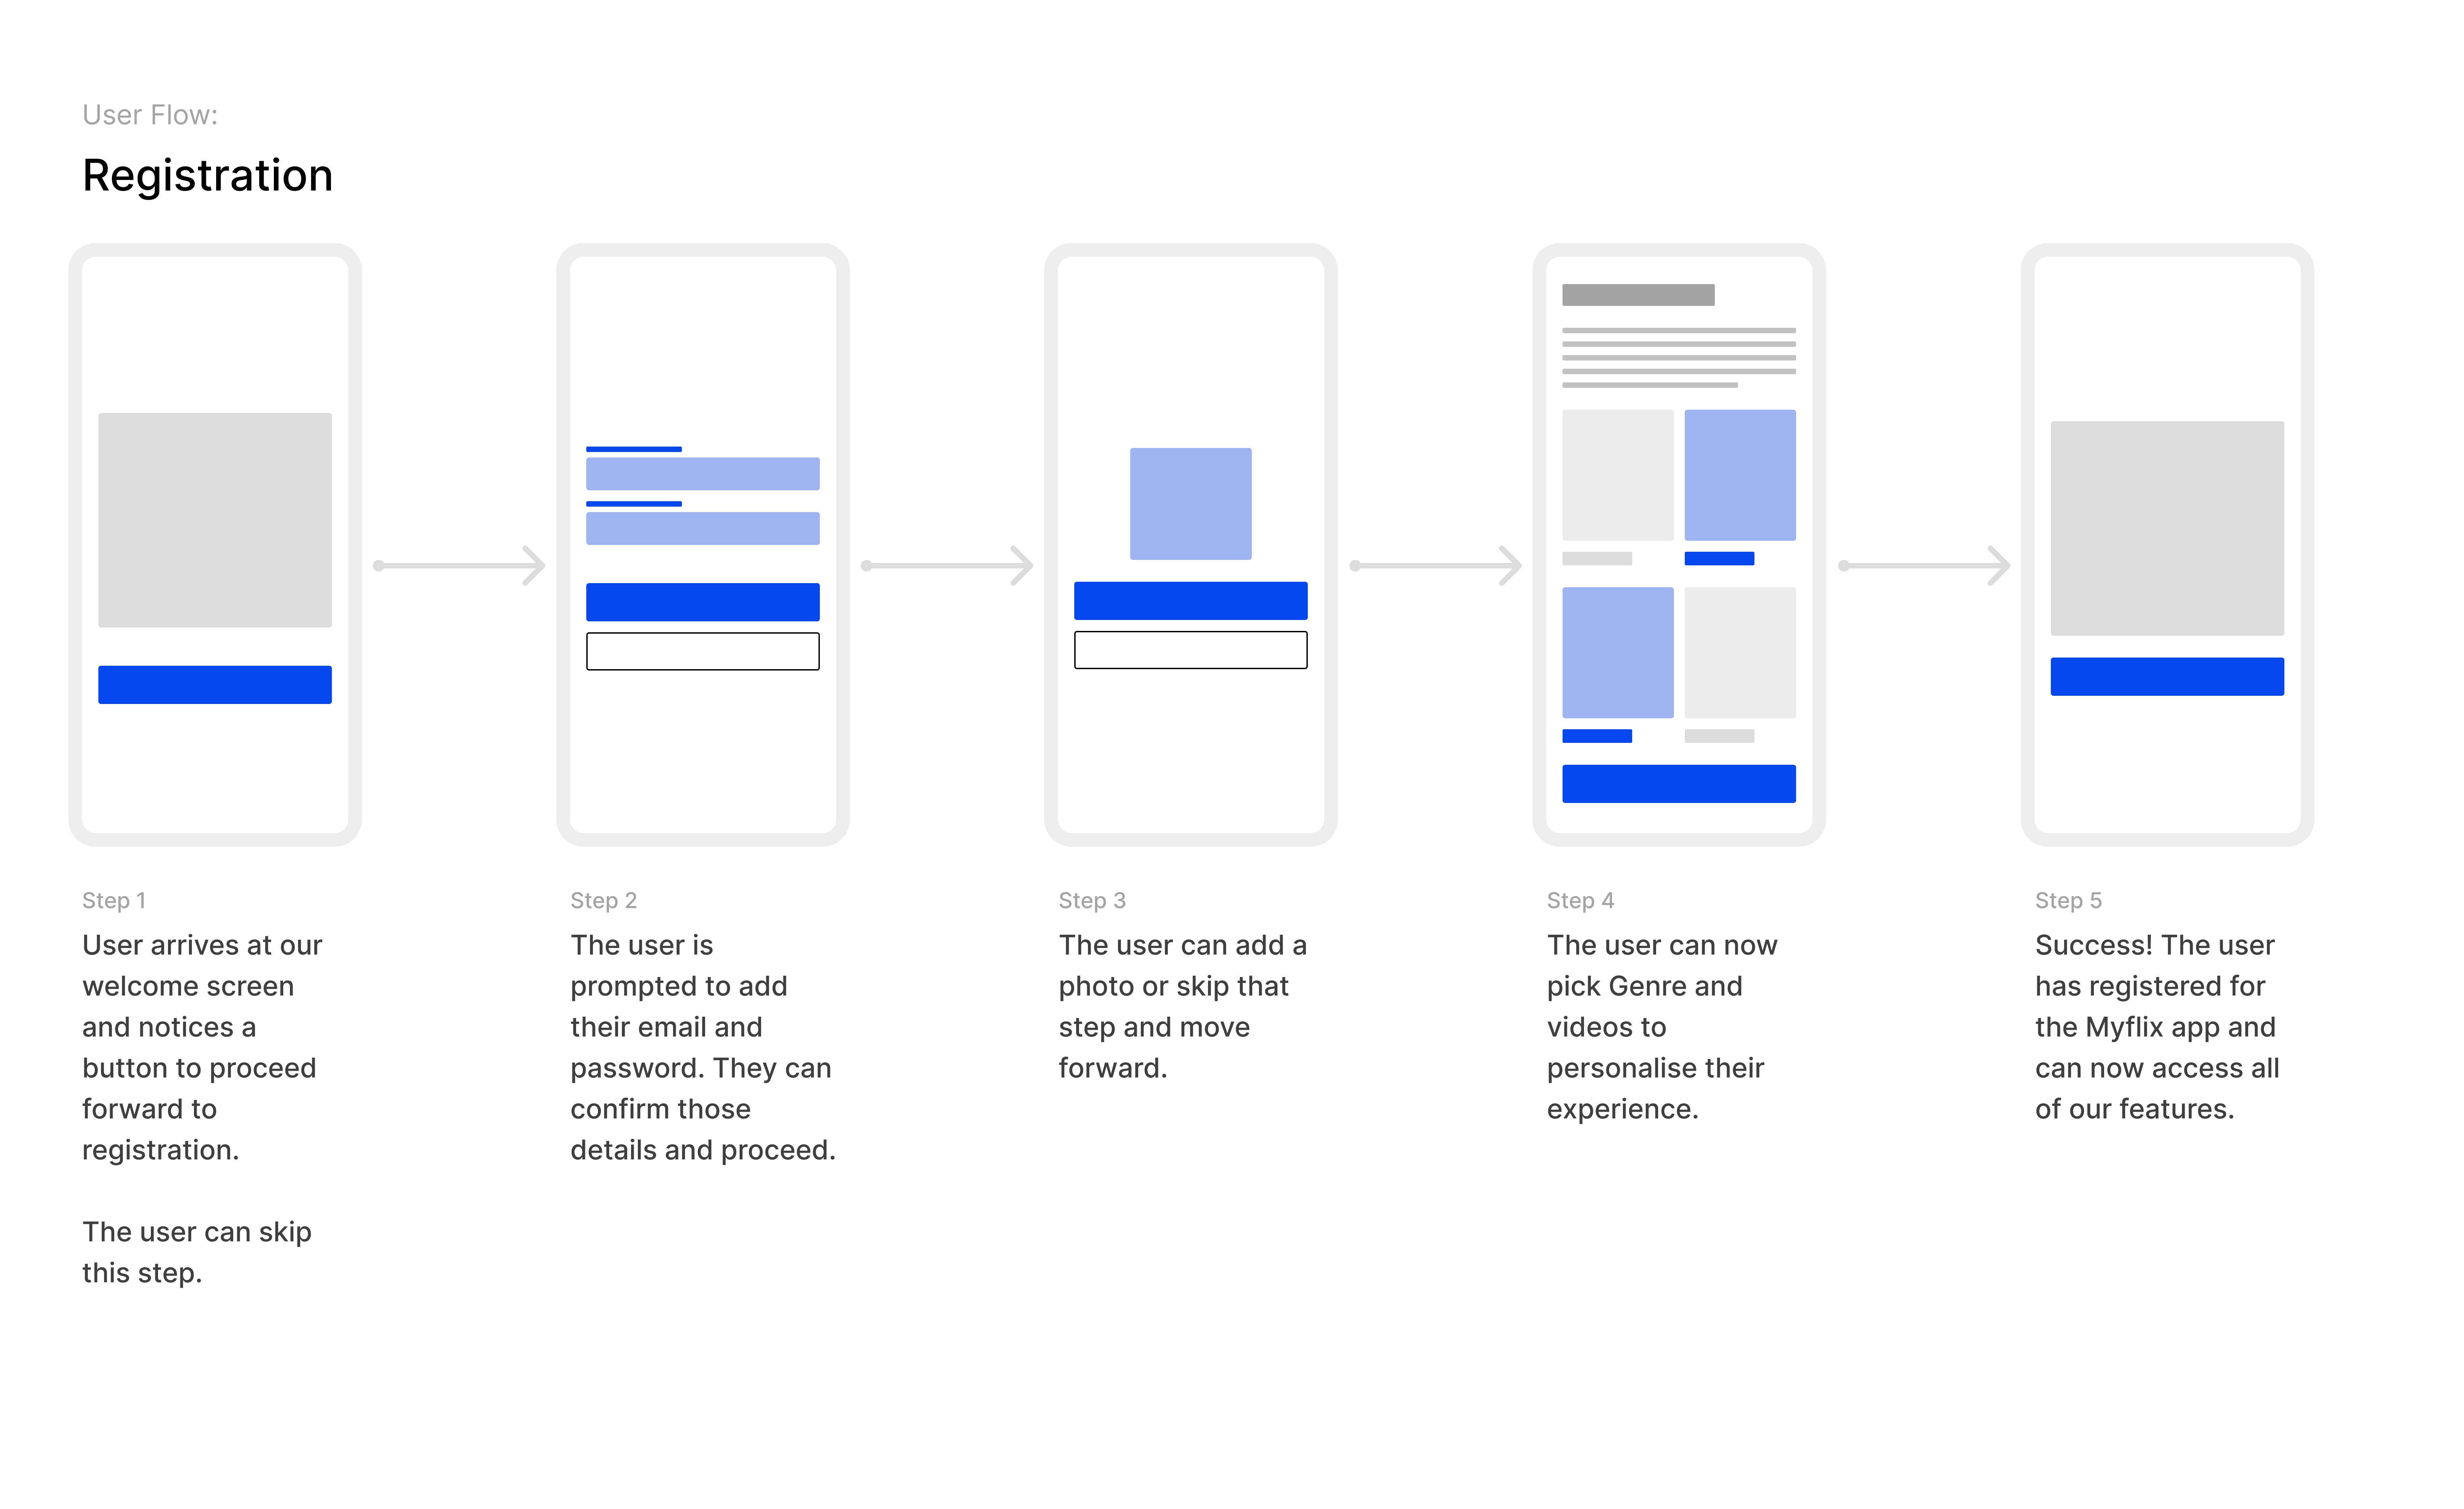 User Flow:
Registration
Step 1
User arrives at our
welcome screen
and notices a
button to proceed
forward to
registration.
The user can skip
this step.
Step 2
The user is
prompted to add
their email and
password. They can
confirm those
details and proceed.
Step 3
The user can add a
photo or skip that
step and move
forward.
Step 4
The user can now
pick Genre and
videos to
personalise their
experience.
Step 5
Success! The user
has registered for
the Myflix app and
can now access all
of our features.